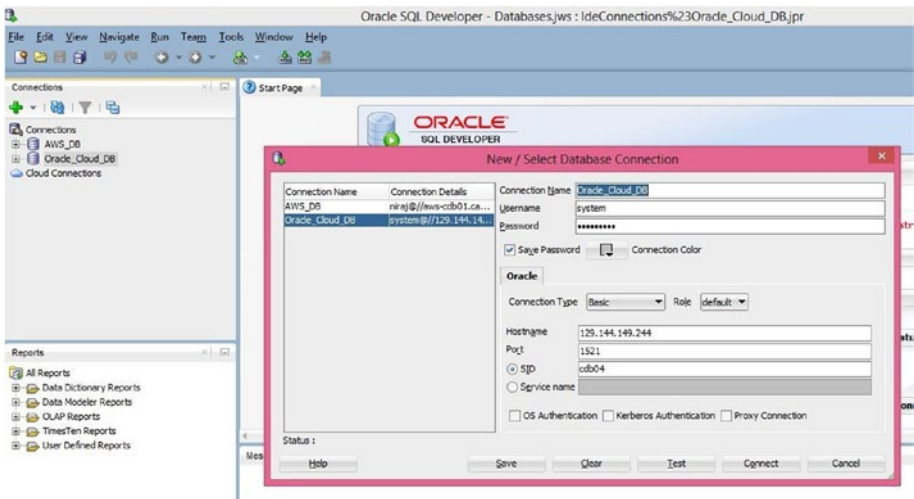 Oracle SQL Developer - Databases.jws : IdeConnections%23Oracle_Cloud_DB.jpr
File Edit View Navigate Run Team Tools Window Help
Connections
Start Page
Connections
AWS_DB
Oracle_Cloud_DB
Cloud Connections
ORACLE
SQL DEVELOPER
New / Select Database Connection
Connection Name Connection Details
AWS_DB niraj@//aws-cdb01.ca...
Oracle_Cloud_DB system@//129.144.14...
Connection Name Oracle_Cloud_DB
Username system
Password •••••••••
Save Password Connection Color
Oracle
Connection Type Basic Role default
Hostname 129.144.149.244
Port 1521
SID cdb04
Service name
OS Authentication Kerberos Authentication Proxy Connection
Status :
Help Save Clear Test Connect Cancel
Reports
All Reports
Data Dictionary Reports
Data Modeler Reports
OLAP Reports
TimesTen Reports
User Defined Reports
Mes